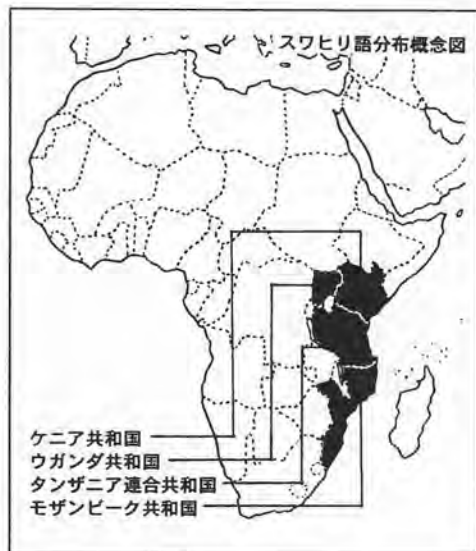 スワヒリ語分布概念図
ケニア共和国
ウガンダ共和国
タンザニア連合共和国
モザンビーク共和国